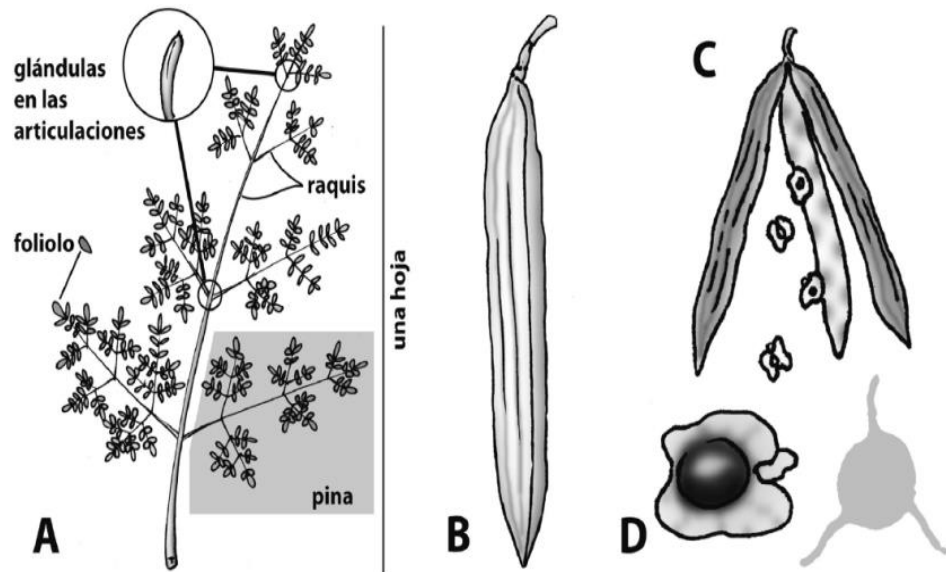 A
glándulas
en las
articulaciones
raquis
foliolo
pina
una hoja
B
C
D